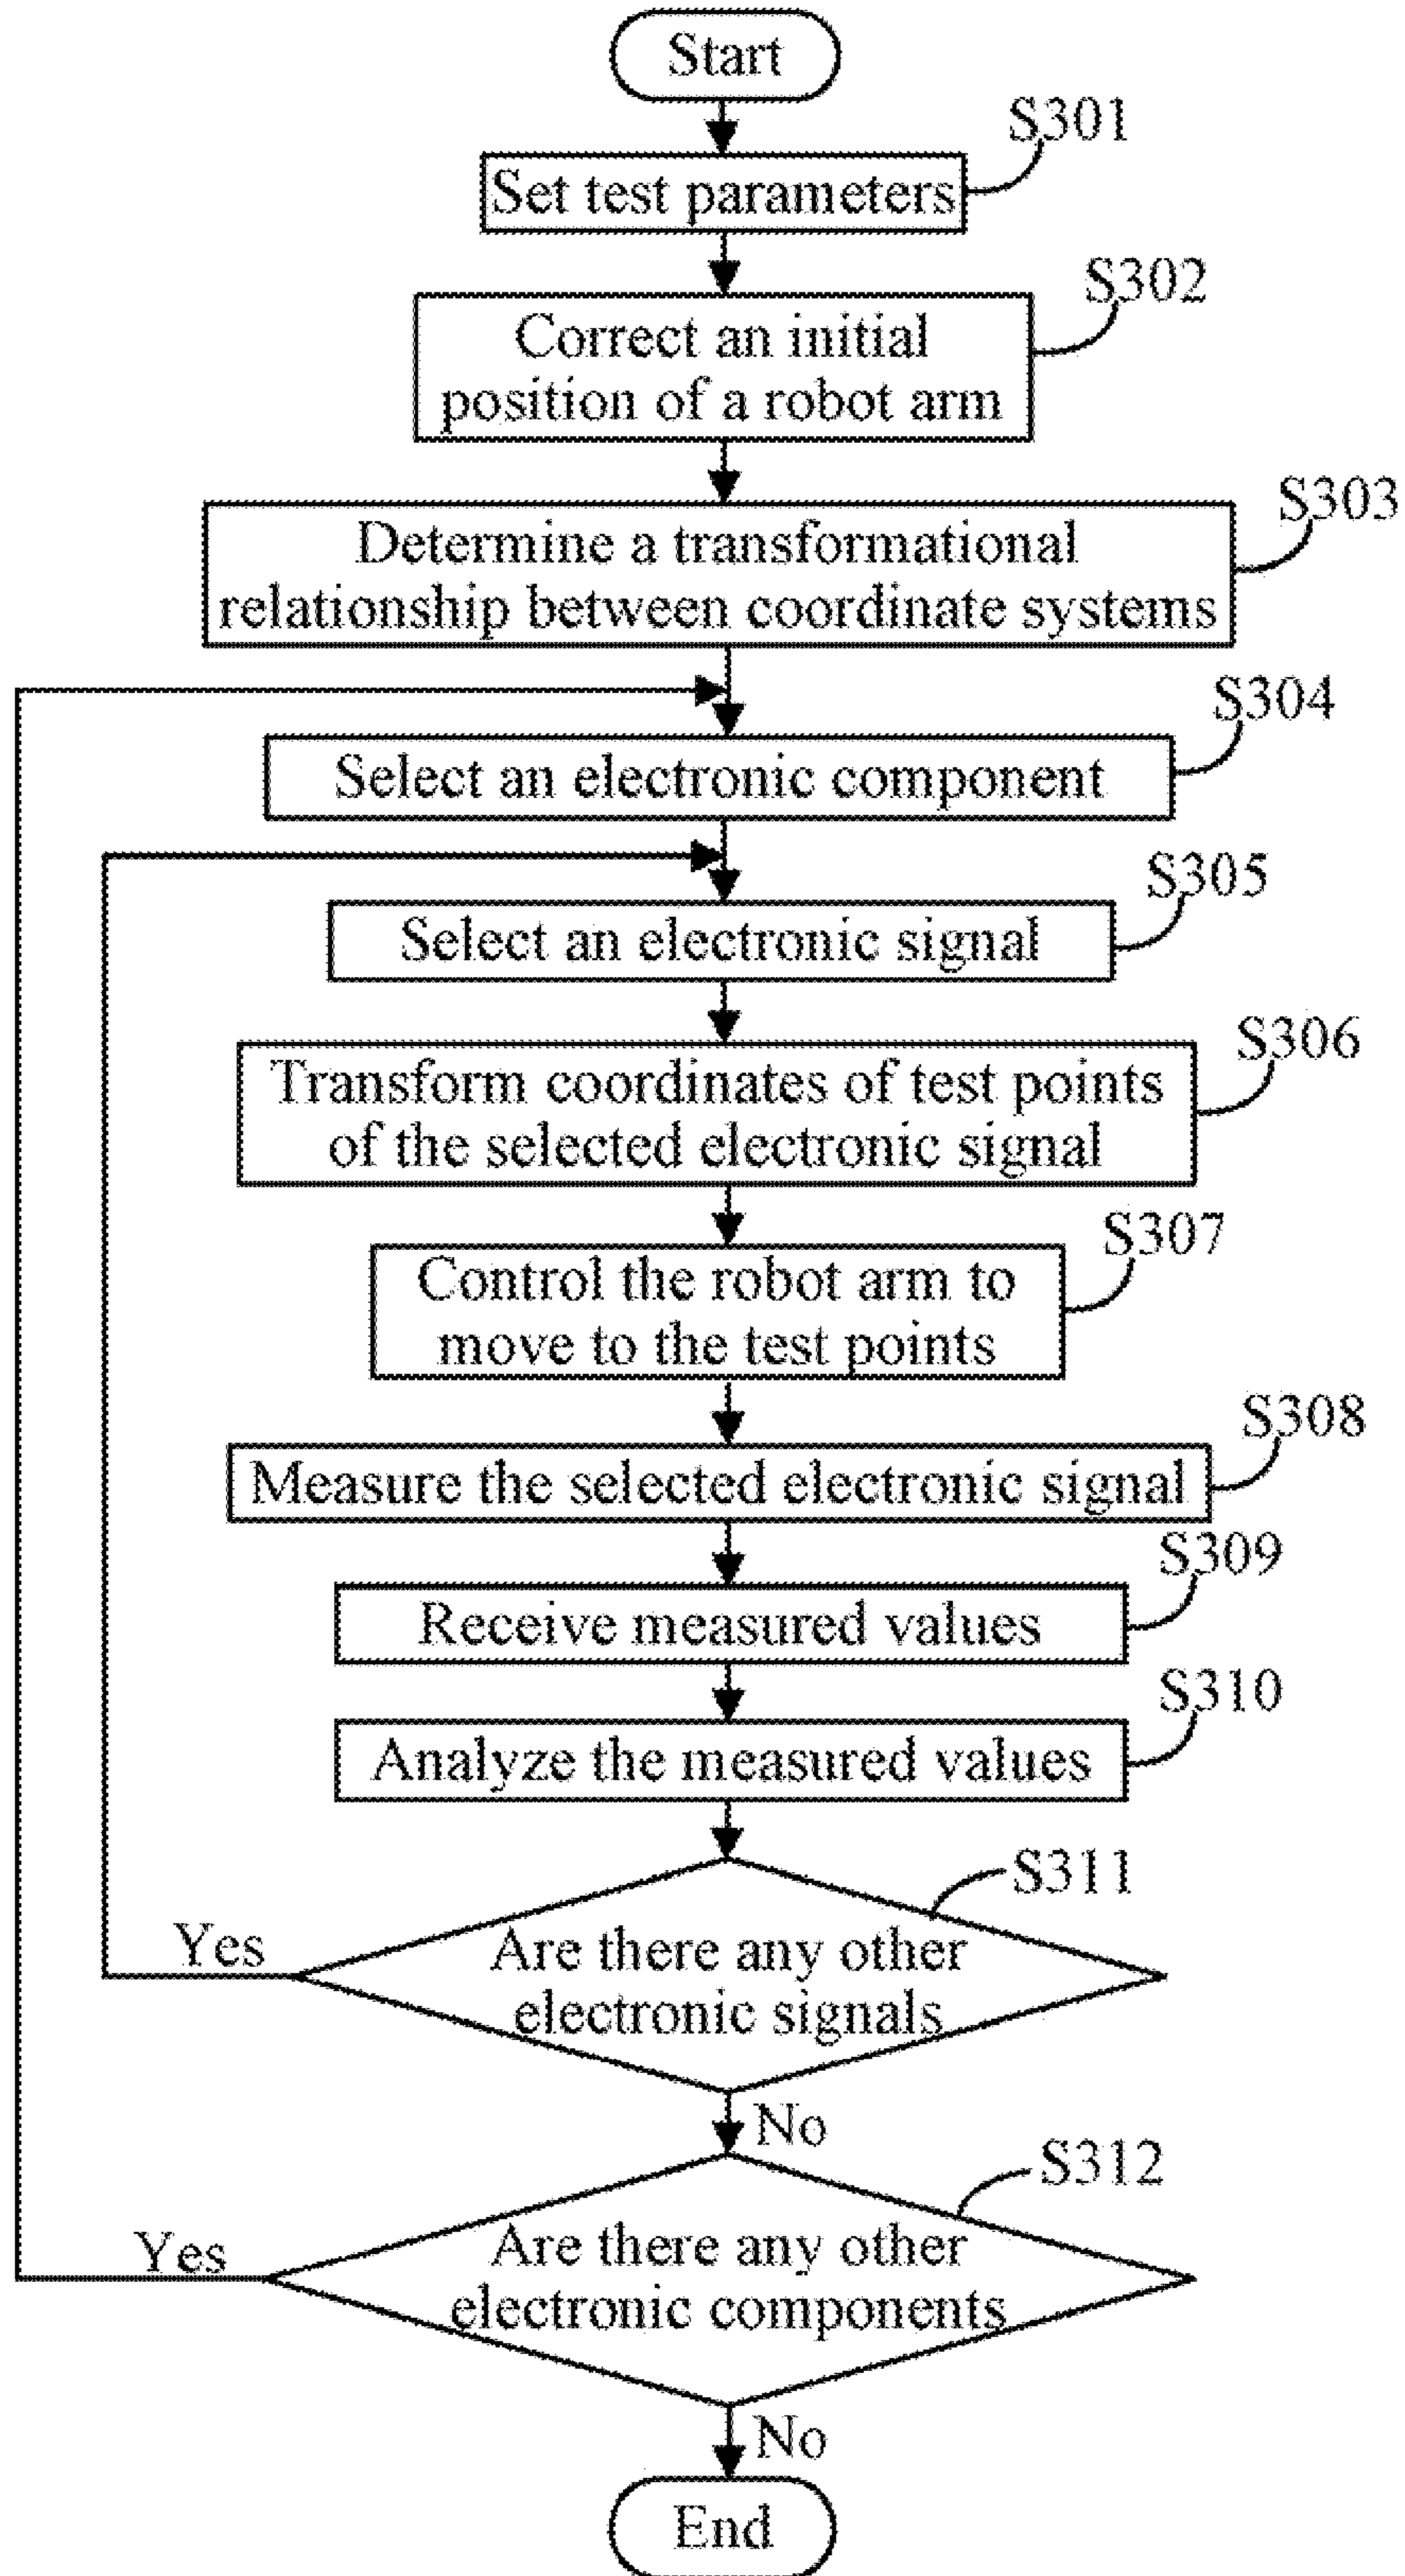 Start
S301
Set test parameters
S302
Correct an initial
position of a robot arm
S303
Determine a transformational
relationship between coordinate systems
S304
Select an electronic component
S305
Select an electronic signal
S306
Transform coordinates of test points
of the selected electronic signal
S307
Control the robot arm to
move to the test points
S308
Measure the selected electronic signal
S309
Receive measured values
S310
Analyze the measured values
S311
Yes
Are there any other
electronic signals
No
S312
Yes
Are there any other
electronic components
No
End